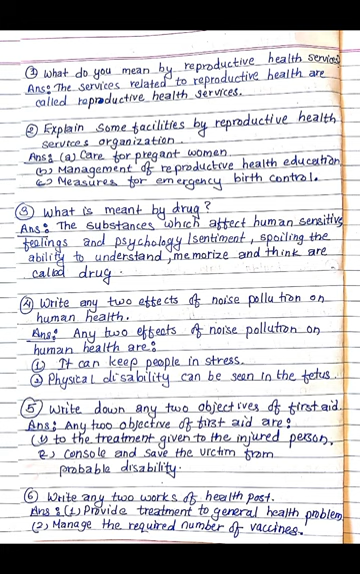 ① What do you mean by reproductive health services
Ans: The services related to reproductive health are
called reproductive health services.
② Explain some facilities by reproductive health
services organization.
Ans: (a) Care for pregant women.
(b) Management of reproductive health education
(c) Measures for emergency birth control.
③ What is meant by drug?
Ans: The substances which affect human sensitive
feelings and psychology/sentiment, spoiling the
ability to understand, memorize and think are
called drug.
④ Write any two effects of noise pollution on
human health.
Ans: Any two effects of noise pollution on
human health are:
① It can keep people in stress.
② Physical disability can be seen in the fetus.
⑤ Write down any two objectives of first aid.
Ans: Any two objective of first aid are:
(1) to the treatment given to the injured person,
2) console and save the victim from
probable disability.
⑥ Write any two works of health post.
Ans: (1) Provide treatment to general health problem
(2) Manage the required number of vaccines.